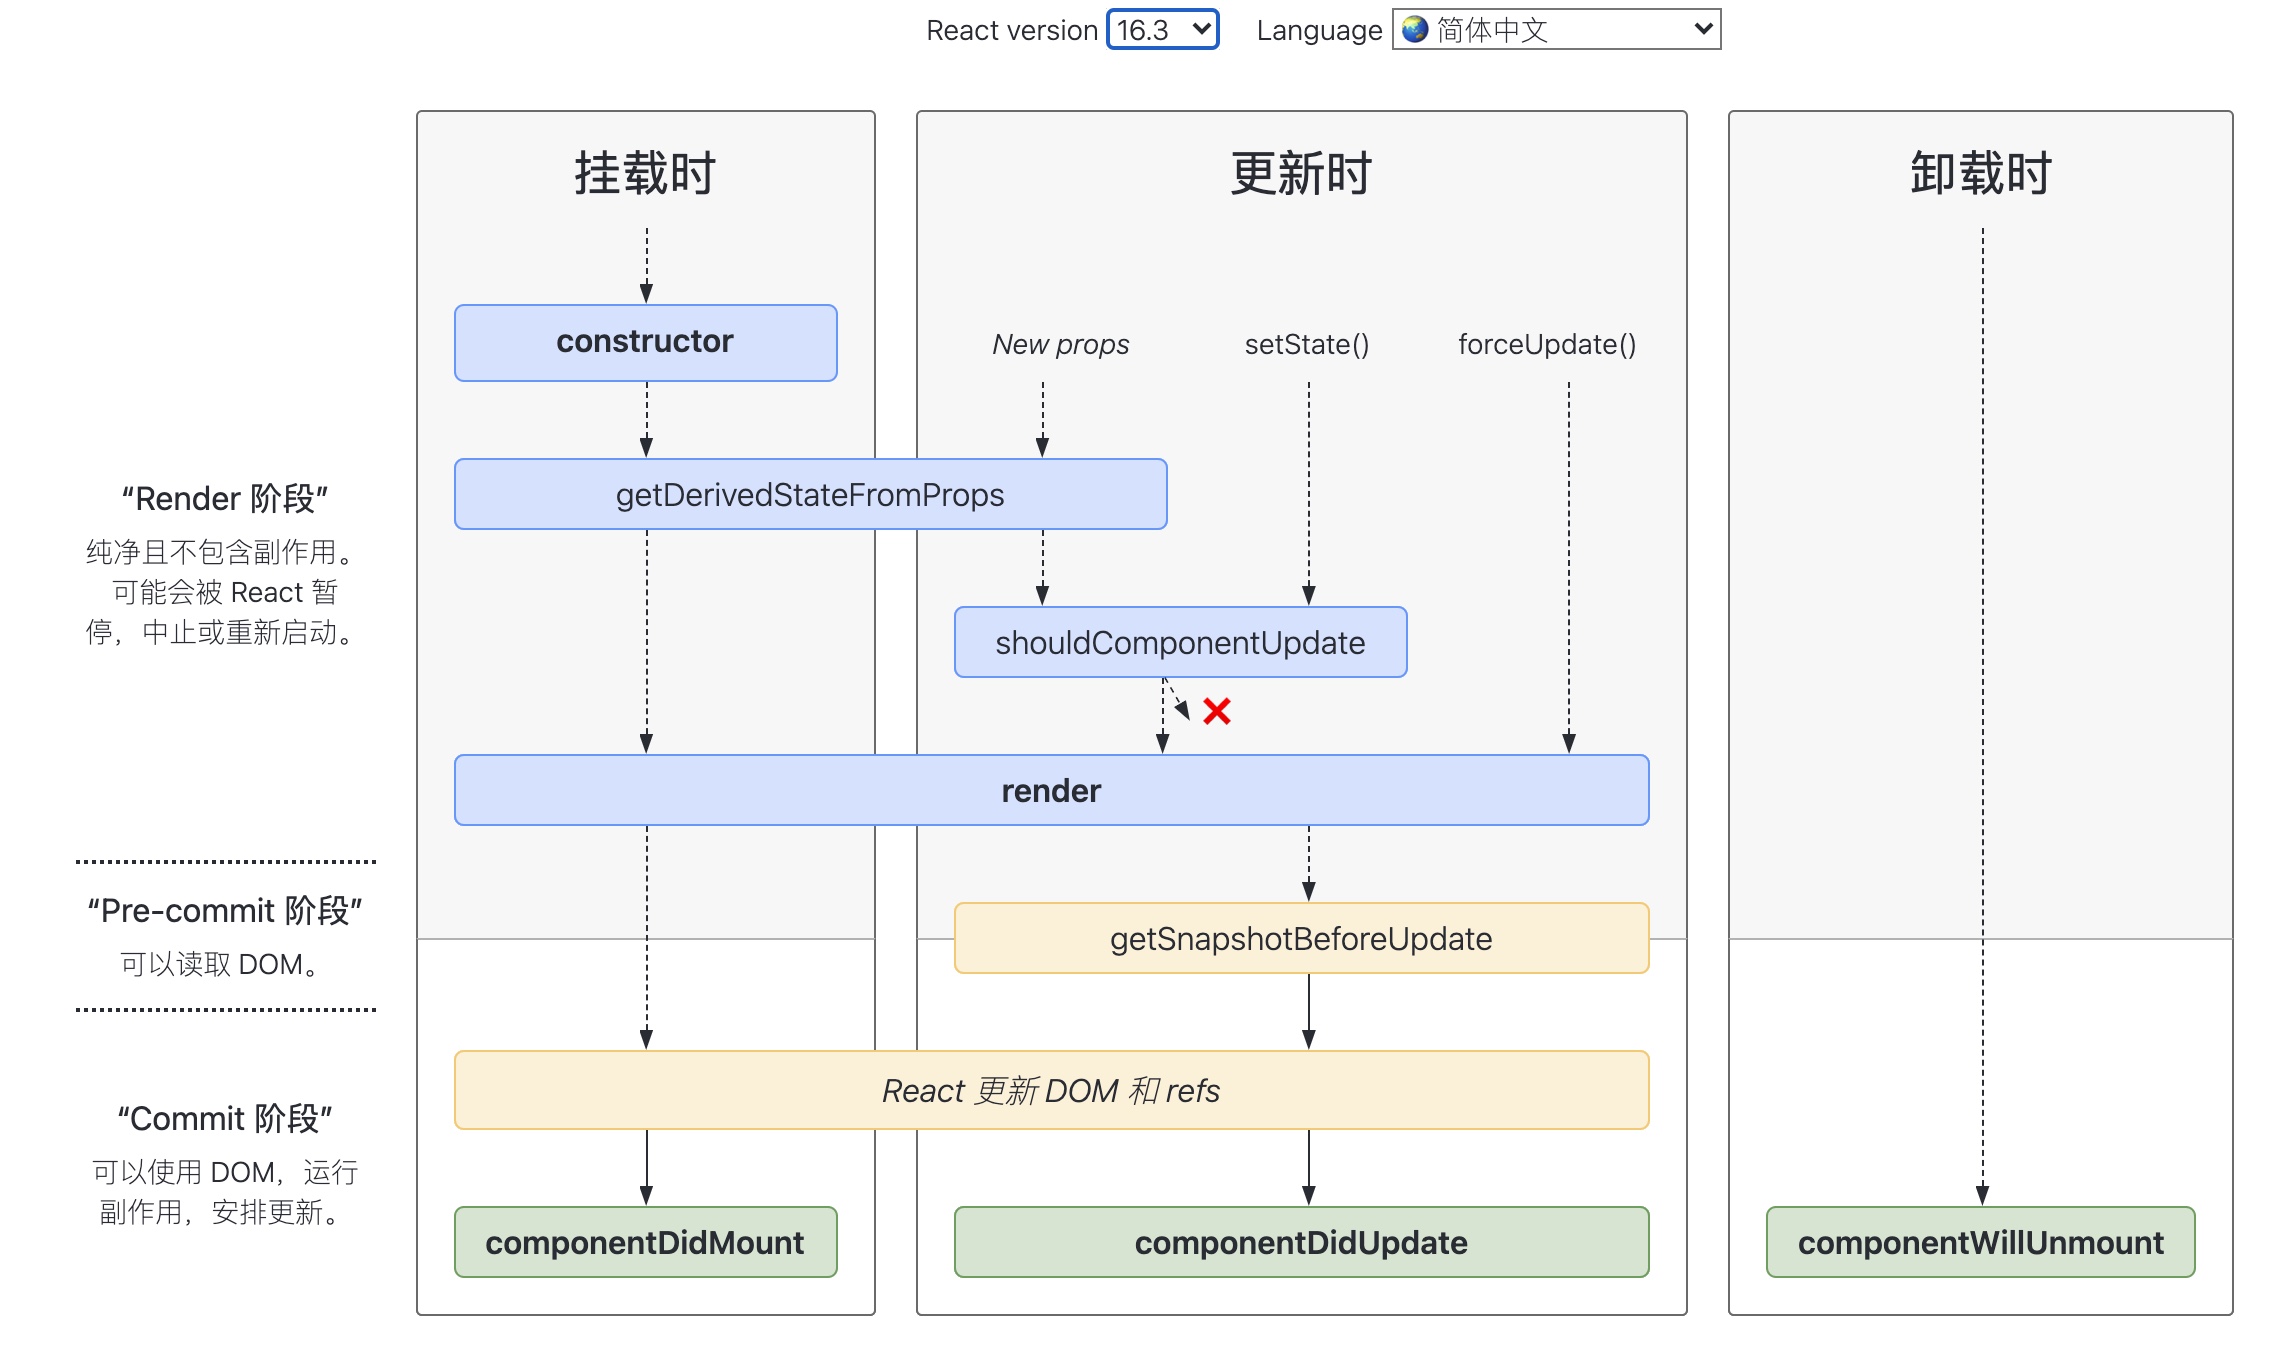 React version 16.3 Language 🌏 简体中文
挂载时
更新时
卸载时
constructor
New props
setState()
forceUpdate()
getDerivedStateFromProps
“Render 阶段”
纯净且不包含副作用。
可能会被 React 暂
停，中止或重新启动。
shouldComponentUpdate
render
“Pre-commit 阶段”
可以读取 DOM。
getSnapshotBeforeUpdate
React 更新 DOM 和 refs
“Commit 阶段”
可以使用 DOM，运行
副作用，安排更新。
componentDidMount
componentDidUpdate
componentWillUnmount